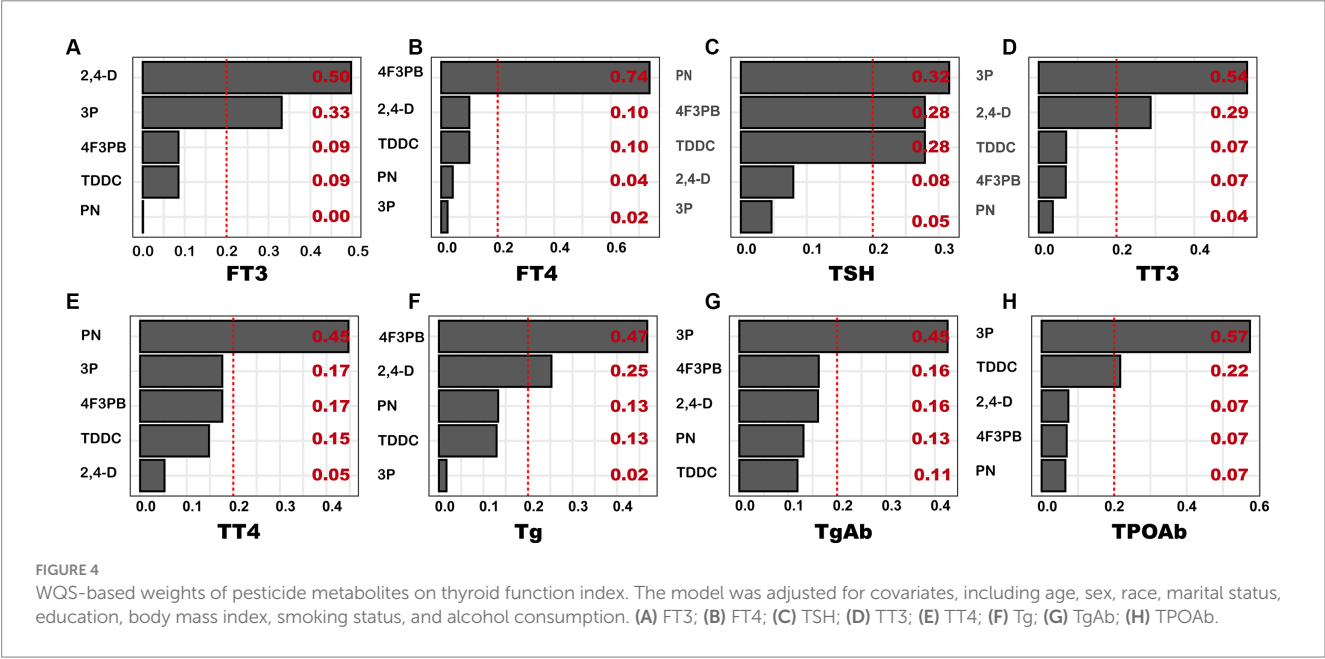 A
2,4-D 0.50
3P 0.33
4F3PB 0.09
TDDC 0.09
PN 0.00
0.0 0.1 0.2 0.3 0.4 0.5
FT3
B
4F3PB 0.74
2,4-D 0.10
TDDC 0.10
PN 0.04
3P 0.02
0.0 0.2 0.4 0.6
FT4
C
PN 0.32
4F3PB 0.28
TDDC 0.28
2,4-D 0.08
3P 0.05
0.0 0.1 0.2 0.3
TSH
D
3P 0.54
2,4-D 0.29
TDDC 0.07
4F3PB 0.07
PN 0.04
0.0 0.2 0.4
TT3
E
PN 0.45
3P 0.17
4F3PB 0.17
TDDC 0.15
2,4-D 0.05
0.0 0.1 0.2 0.3 0.4
TT4
F
4F3PB 0.47
2,4-D 0.25
PN 0.13
TDDC 0.13
3P 0.02
0.0 0.1 0.2 0.3 0.4
Tg
G
3P 0.45
4F3PB 0.16
2,4-D 0.16
PN 0.13
TDDC 0.11
0.0 0.1 0.2 0.3 0.4
TgAb
H
3P 0.57
TDDC 0.22
2,4-D 0.07
4F3PB 0.07
PN 0.07
0.0 0.2 0.4 0.6
TPOAb
FIGURE 4
WQS-based weights of pesticide metabolites on thyroid function index. The model was adjusted for covariates, including age, sex, race, marital status,
education, body mass index, smoking status, and alcohol consumption. (A) FT3; (B) FT4; (C) TSH; (D) TT3; (E) TT4; (F) Tg; (G) TgAb; (H) TPOAb.